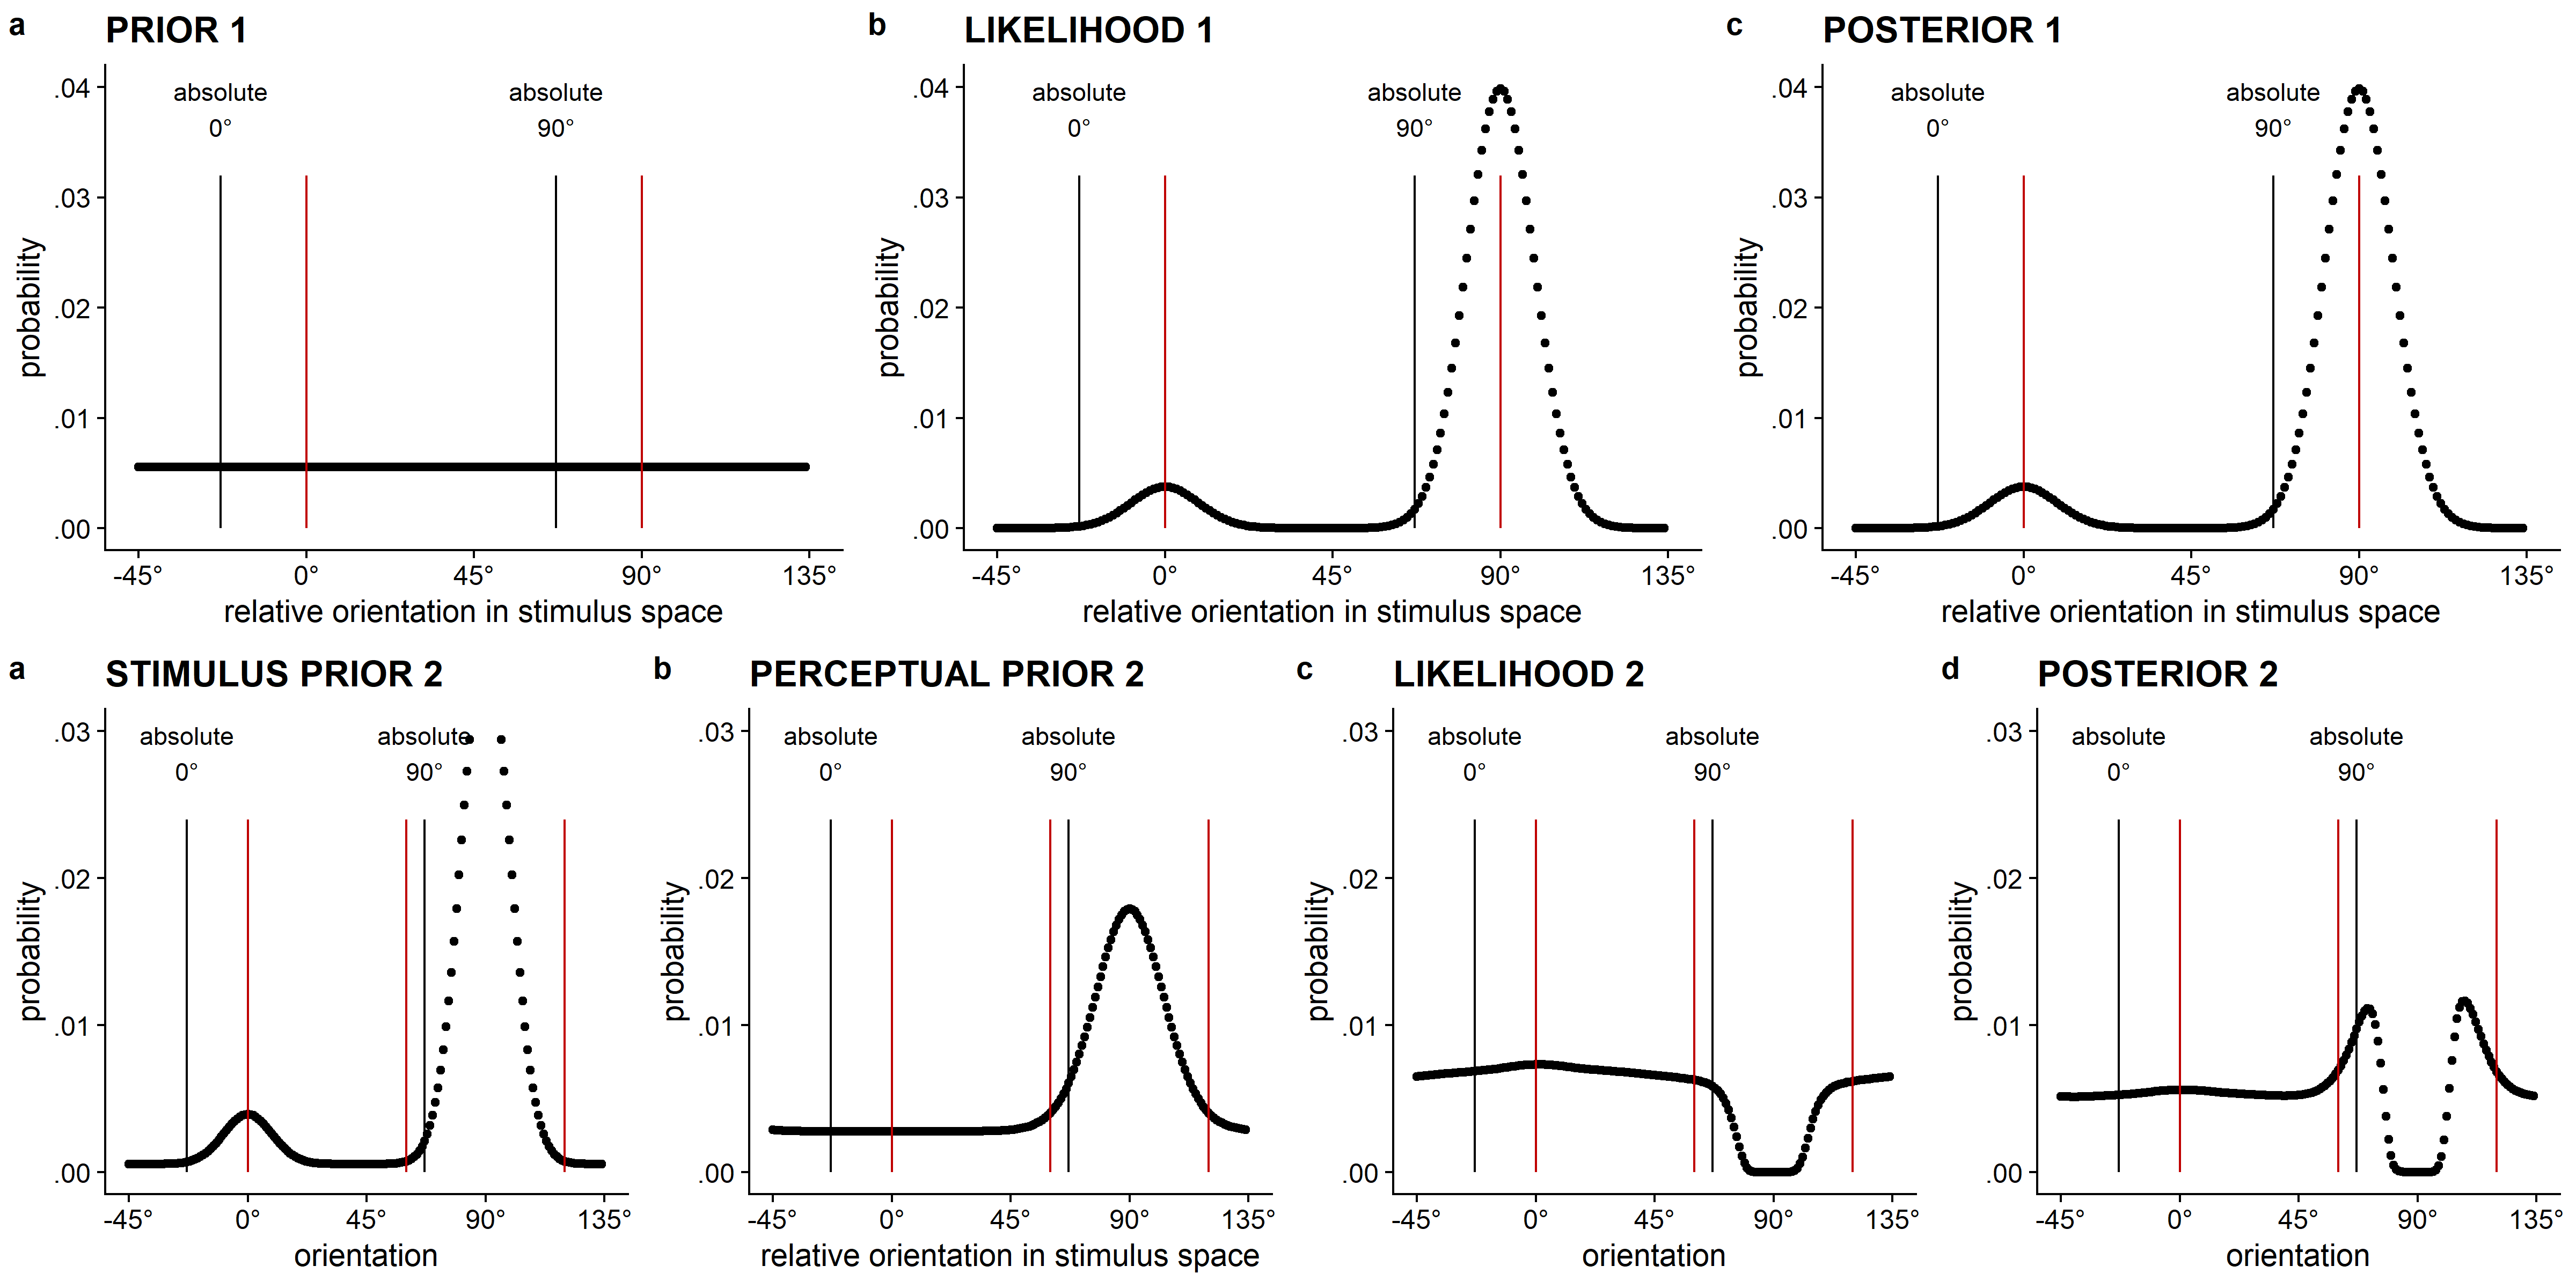 a PRIOR 1
absolute absolute
0° 90°
.04
.03
.02
.01
.00
probability
-45° 0° 45° 90° 135°
relative orientation in stimulus space
b LIKELIHOOD 1
absolute absolute
0° 90°
.04
.03
.02
.01
.00
probability
-45° 0° 45° 90° 135°
relative orientation in stimulus space
c POSTERIOR 1
absolute absolute
0° 90°
.04
.03
.02
.01
.00
probability
-45° 0° 45° 90° 135°
relative orientation in stimulus space
a STIMULUS PRIOR 2
absolute absolute
0° 90°
.03
.02
.01
.00
probability
-45° 0° 45° 90° 135°
orientation
b PERCEPTUAL PRIOR 2
absolute absolute
0° 90°
.03
.02
.01
.00
probability
-45° 0° 45° 90° 135°
relative orientation in stimulus space
c LIKELIHOOD 2
absolute absolute
0° 90°
.03
.02
.01
.00
probability
-45° 0° 45° 90° 135°
orientation
d POSTERIOR 2
absolute absolute
0° 90°
.03
.02
.01
.00
probability
-45° 0° 45° 90° 135°
orientation